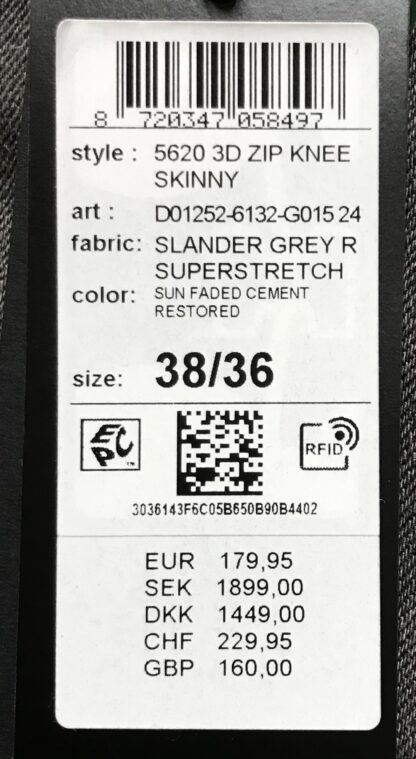 8 720347 058497
style : 5620 3D ZIP KNEE
SKINNY
art : D01252-6132-G015 24
fabric: SLANDER GREY R
SUPERSTRETCH
color: SUN FADED CEMENT
RESTORED
size: 38/36
EPC RFID
3036143F6C05B650B90B4402
EUR 179,95
SEK 1899,00
DKK 1449,00
CHF 229,95
GBP 160,00